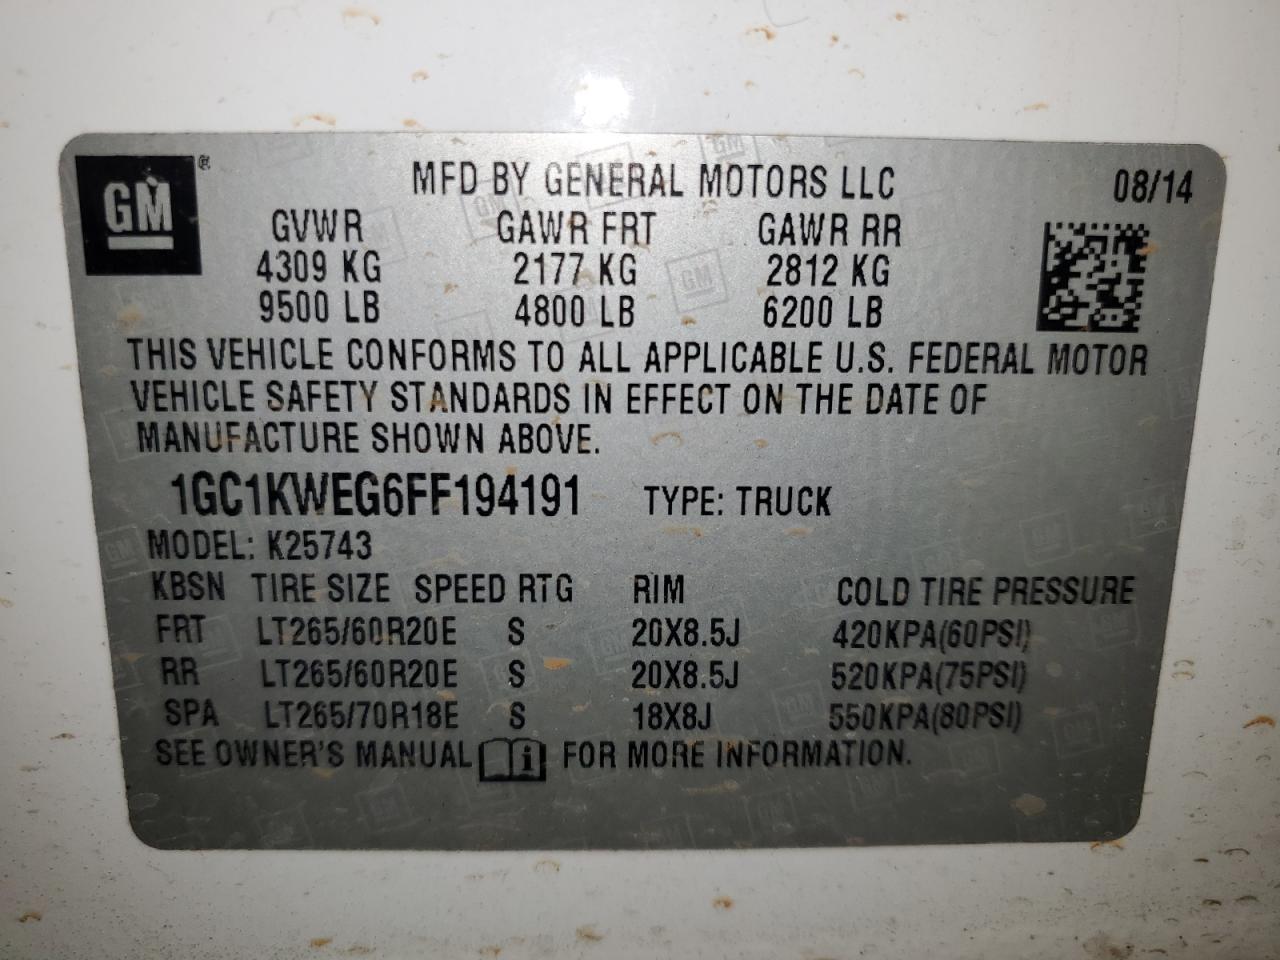 GM ®
MFD BY GENERAL MOTORS LLC 08/14
GVWR GAWR FRT GAWR RR
4309 KG 2177 KG 2812 KG
9500 LB 4800 LB 6200 LB
THIS VEHICLE CONFORMS TO ALL APPLICABLE U.S. FEDERAL MOTOR
VEHICLE SAFETY STANDARDS IN EFFECT ON THE DATE OF
MANUFACTURE SHOWN ABOVE.
1GC1KWEG6FF194191 TYPE: TRUCK
MODEL: K25743
KBSN TIRE SIZE SPEED RTG RIM COLD TIRE PRESSURE
FRT LT265/60R20E S 20X8.5J 420KPA(60PSI)
RR LT265/60R20E S 20X8.5J 520KPA(75PSI)
SPA LT265/70R18E S 18X8J 550KPA(80PSI)
SEE OWNER'S MANUAL i FOR MORE INFORMATION.